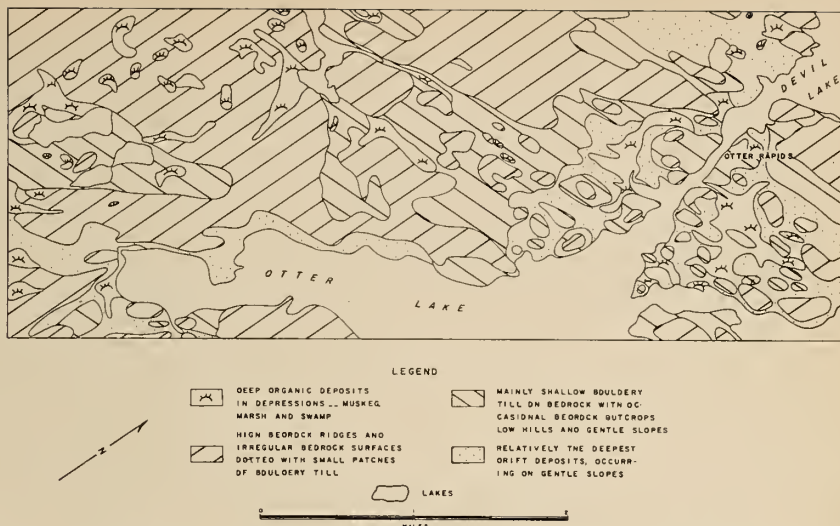 DEVIL
LAKE
OTTER RAPIDS
OTTER
LAKE
LEGEND
DEEP ORGANIC DEPOSITS
IN DEPRESSIONS -- MUSKEG,
MARSH AND SWAMP
HIGH BEDROCK RIDGES AND
IRREGULAR BEDROCK SURFACES
DOTTED WITH SMALL PATCHES
OF BOULDERY TILL
MAINLY SHALLOW BOULDERY
TILL ON BEDROCK WITH OC-
CASIONAL BEDROCK OUTCROPS
LOW HILLS AND GENTLE SLOPES
RELATIVELY THE DEEPEST
DRIFT DEPOSITS, OCCURR-
ING ON GENTLE SLOPES
LAKES
N
0 1 2
MILES